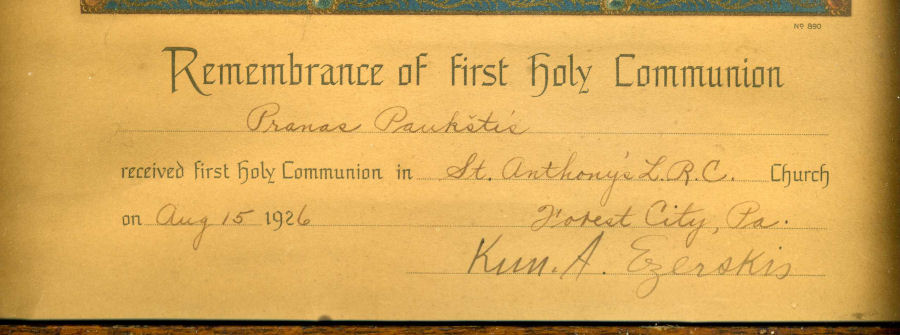 Nº 890
Remembrance of first Holy Communion
Pranas Paukštis
received first Holy Communion in St. Anthony's L.R.C. Church
on Aug 15 1926 Forest City, Pa.
Kun. A. Ezerskis